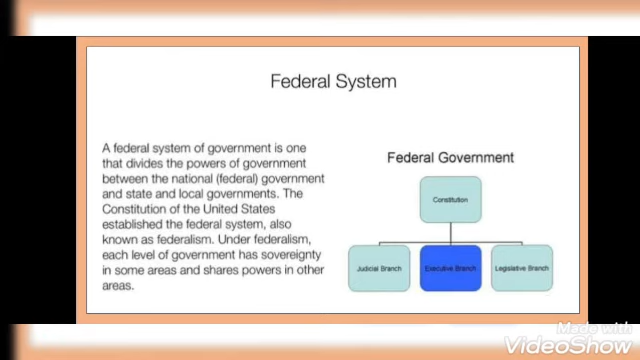 Federal System
A federal system of government is one
that divides the powers of government
between the national (federal) government
and state and local governments. The
Constitution of the United States
established the federal system, also
known as federalism. Under federalism,
each level of government has sovereignty
in some areas and shares powers in other
areas.
Federal Government
Constitution
Judicial Branch
Executive Branch
Legislative Branch
Made with
VideoShow